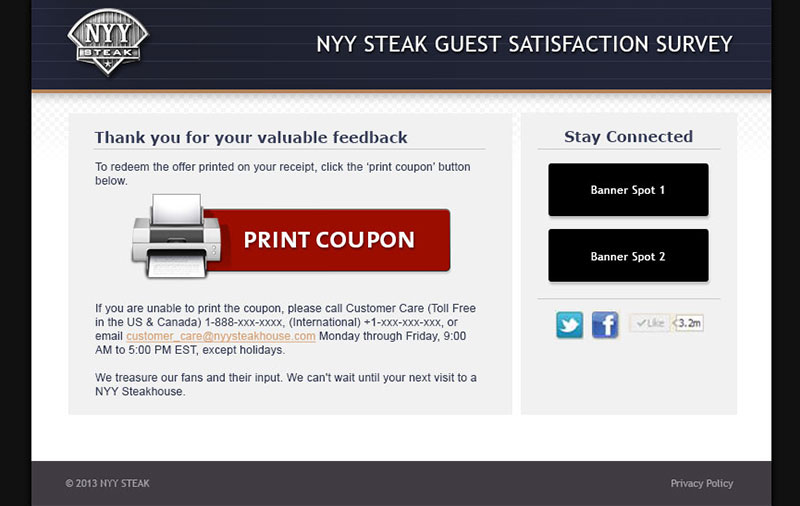 NYY
STEAK
NYY STEAK GUEST SATISFACTION SURVEY
Thank you for your valuable feedback
To redeem the offer printed on your receipt, click the ‘print coupon’ button
below.
PRINT COUPON
If you are unable to print the coupon, please call Customer Care (Toll Free
in the US & Canada) 1-888-xxx-xxxx, (International) +1-xxx-xxx-xxx, or
email customer_care@nyysteakhouse.com Monday through Friday, 9:00
AM to 5:00 PM EST, except holidays.
We treasure our fans and their input. We can't wait until your next visit to a
NYY Steakhouse.
Stay Connected
Banner Spot 1
Banner Spot 2
Like 3.2m
© 2013 NYY STEAK
Privacy Policy